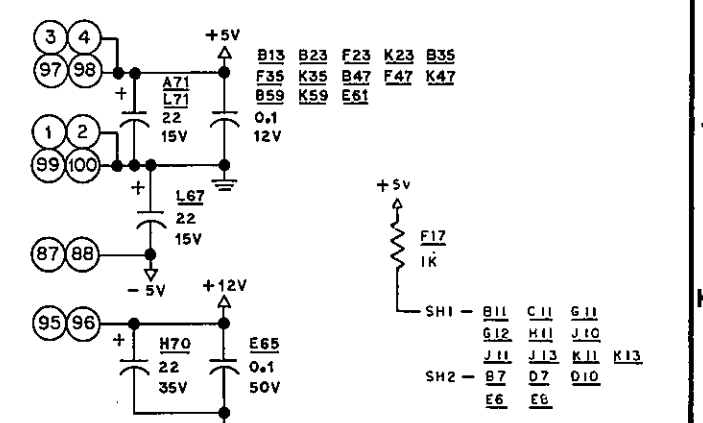 3 4
+5V
97 98
+
A71
L71
22
15V
0.1
12V
B13 B23 F23 K23 B35
F35 K35 B47 F47 K47
B59 K59 E61
1 2
99 100
+
L67
22
15V
87 88
- 5V
+5V
F17
1K
+12V
95 96
+
H70
22
35V
E65
0.1
50V
SH1 - B11 C11 G11
G12 H11 J10
J11 J13 K11 K13
SH2 - B7 D7 D10
E6 E8